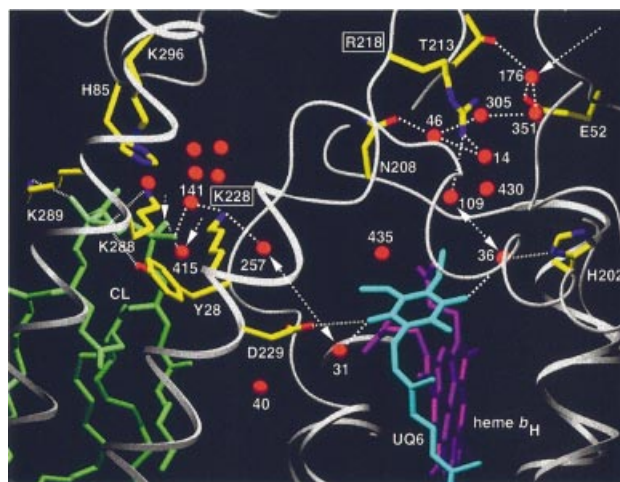 K296
R218
T213
H85
176
305
46
351
E52
14
N208
141
K228
430
K289
109
K288
435
36
415
257
H202
CL
Y28
D229
31
40
UQ6
heme bH